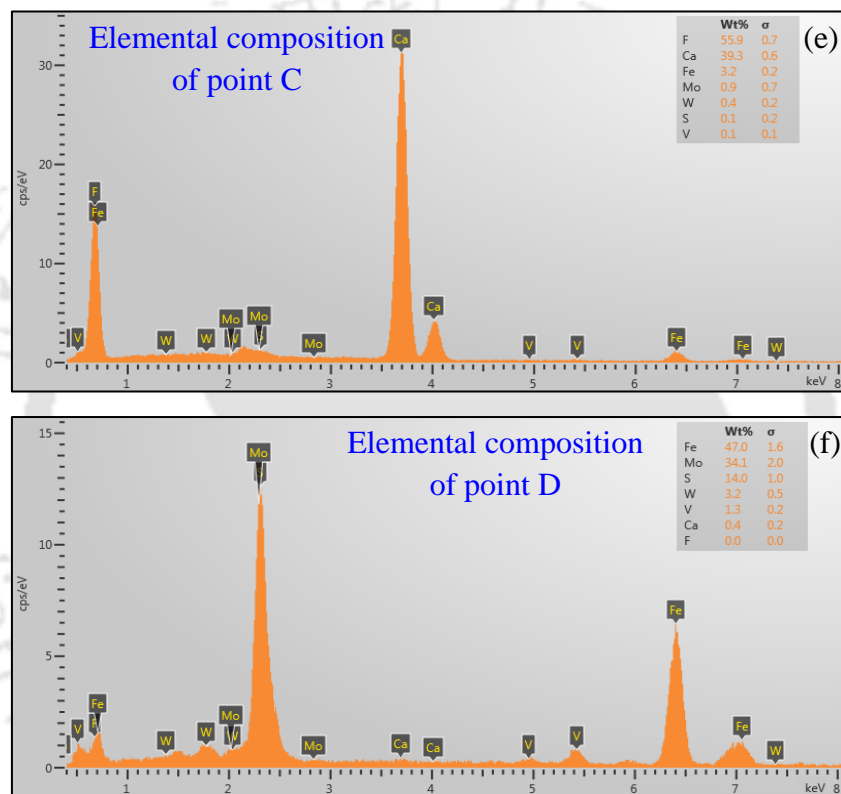 Elemental composition
of point C
(e)
Wt% σ
F 55.9 0.7
Ca 39.3 0.6
Fe 3.2 0.2
Mo 0.9 0.7
W 0.4 0.2
S 0.1 0.2
V 0.1 0.1
cps/eV
30
20
10
0
V
F
Fe
W
W
Mo
W
Mo
S
Mo
Ca
Ca
V
V
Fe
Fe
W
1 2 3 4 5 6 7 keV 8
Elemental composition
of point D
(f)
Wt% σ
Fe 47.0 1.6
Mo 34.1 2.0
S 14.0 1.0
W 3.2 0.5
V 1.3 0.2
Ca 0.4 0.2
F 0.0 0.0
cps/eV
15
10
5
0
V
Fe
F
W
W
Mo
W
Mo
S
Mo
Ca
Ca
V
V
Fe
Fe
W
1 2 3 4 5 6 7 keV 8